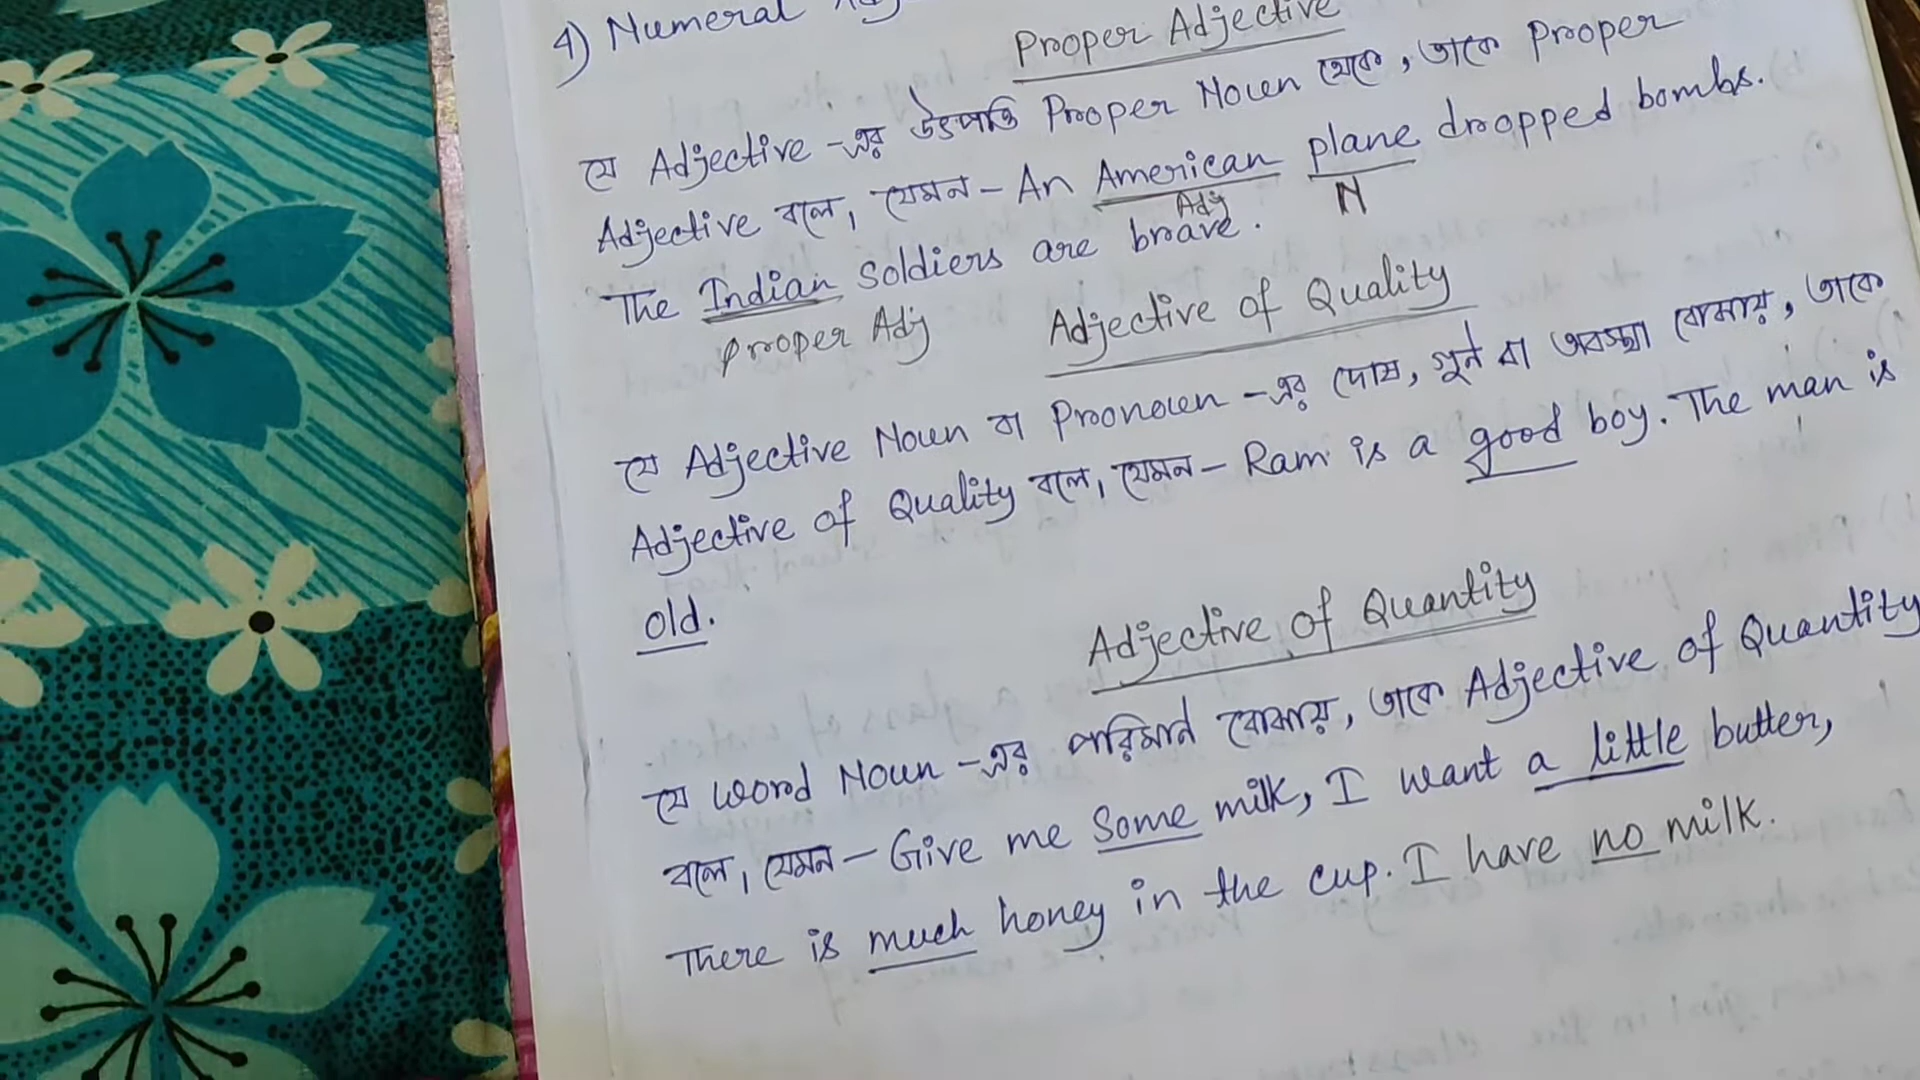 4) Numeral
Proper Adjective
যে Adjective -এর উৎপত্তি Proper Noun থেকে, তাকে Proper
Adjective বলে, যেমন - An American plane dropped bombs.
Adj N
The Indian Soldiers are brave.
proper Adj
Adjective of Quality
যে Adjective Noun বা Pronoun -এর দোষ, গুন বা অবস্থা বোঝায়, তাকে
Adjective of Quality বলে, যেমন - Ram is a good boy. The man is
old.
Adjective of Quantity
যে word Noun -এর পরিমান বোঝায়, তাকে Adjective of Quantity
বলে, যেমন - Give me some milk, I want a little butter,
There is much honey in the cup. I have no milk.